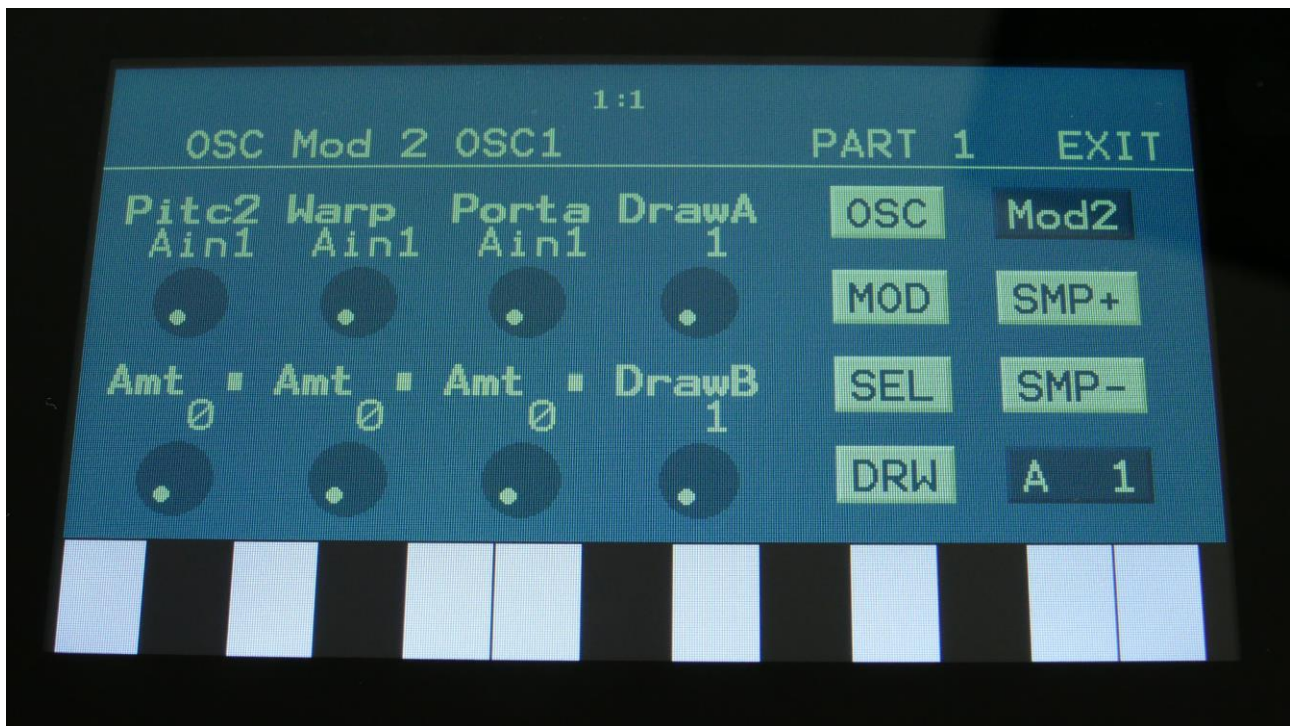 1:1
OSC Mod 2 OSC1 PART 1 EXIT
Pitc2 Warp Porta DrawA OSC Mod2
Ain1 Ain1 Ain1 1
MOD SMP+
Amt Amt Amt DrawB SEL SMP-
0 0 0 1
DRW A 1